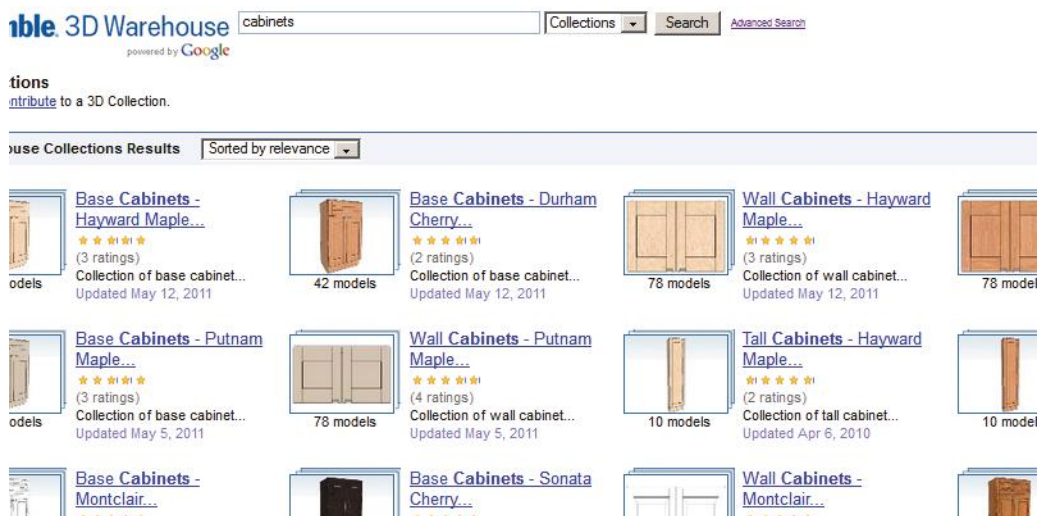 nble. 3D Warehouse cabinets Collections Search Advanced Search
powered by Google
tions
ontribute to a 3D Collection.
ouse Collections Results Sorted by relevance
Base Cabinets -
Hayward Maple...
(3 ratings)
Collection of base cabinet...
Updated May 12, 2011
odels
Base Cabinets - Durham
Cherry...
(2 ratings)
Collection of base cabinet...
Updated May 12, 2011
42 models
Wall Cabinets - Hayward
Maple...
(3 ratings)
Collection of wall cabinet...
Updated May 12, 2011
78 models
78 model
Base Cabinets - Putnam
Maple...
(3 ratings)
Collection of base cabinet...
Updated May 5, 2011
odels
Wall Cabinets - Putnam
Maple...
(4 ratings)
Collection of wall cabinet...
Updated May 5, 2011
78 models
Tall Cabinets - Hayward
Maple...
(2 ratings)
Collection of tall cabinet...
Updated Apr 6, 2010
10 models
10 model
Base Cabinets -
Montclair...
Base Cabinets - Sonata
Cherry...
Wall Cabinets -
Montclair...